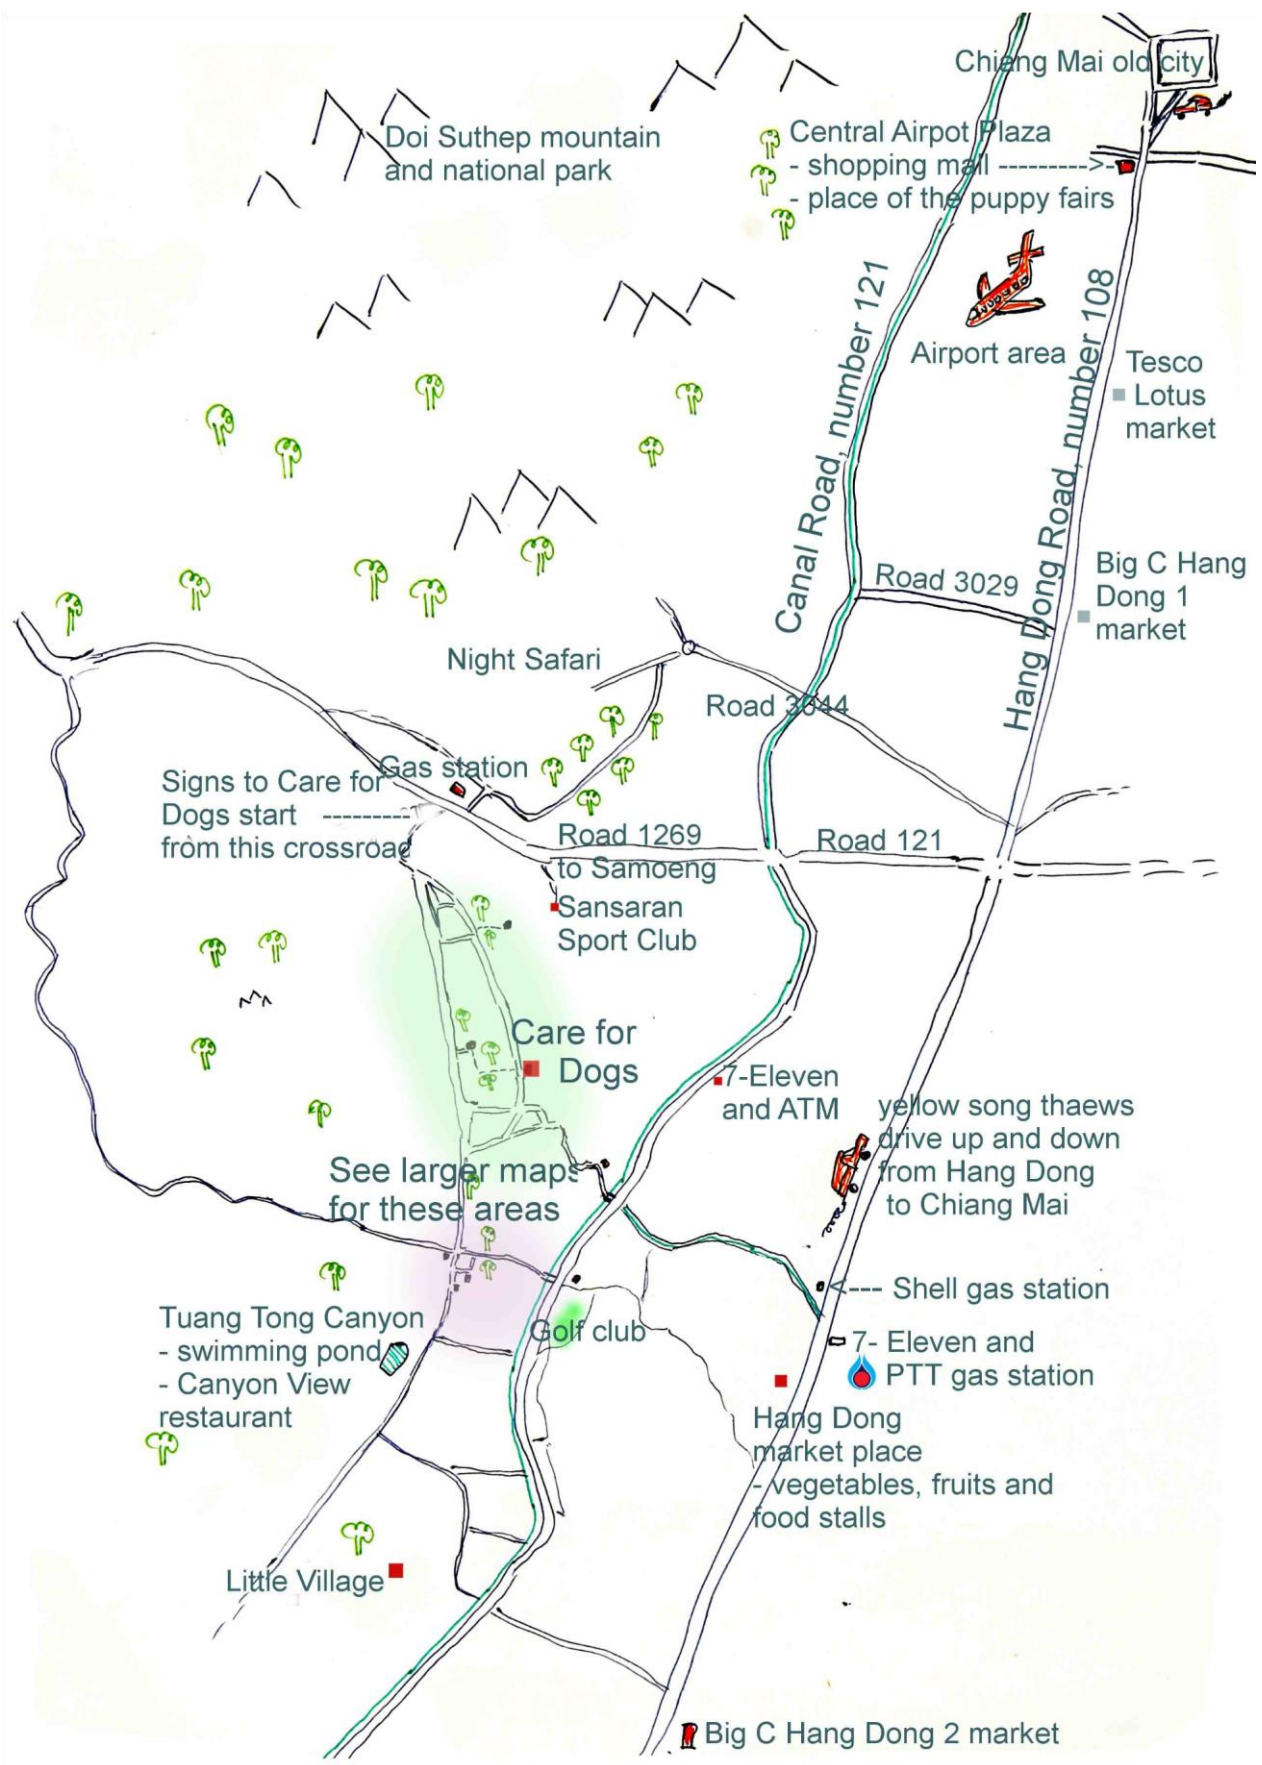 Chiang Mai old city
Doi Suthep mountain
and national park
Central Airpot Plaza
- shopping mall --------->-
- place of the puppy fairs
Canal Road, number 121
Airport area
Hang Dong Road, number 108
Tesco
Lotus
market
Road 3029
Big C Hang
Dong 1
market
Night Safari
Road 3044
Gas station
Signs to Care for
Dogs start ---------
from this crossroad
Road 1269
to Samoeng
Road 121
Sansaran
Sport Club
Care for
Dogs
7-Eleven
and ATM
yellow song thaews
drive up and down
from Hang Dong
to Chiang Mai
See larger maps
for these areas
<--- Shell gas station
Tuang Tong Canyon
- swimming pond
- Canyon View
restaurant
Golf club
7- Eleven and
PTT gas station
Hang Dong
market place
- vegetables, fruits and
food stalls
Little Village
Big C Hang Dong 2 market